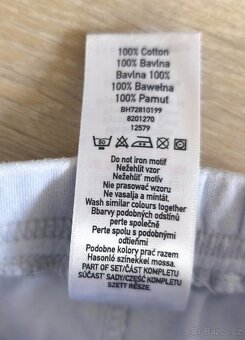 100% Cotton
100% Bavlna
Bavlna 100%
100% Bawełna
100% Pamut
BH72810199
8201270
12579
Do not iron motif
Nežehlit vzor
Nežehliť motív
Nie prasować wzoru
Ne vasalja a mintát
Wash similar colours together
Bbarvy podobných odstínů
perte společně
Perte spolu s podobnými
odtieňmi
Podobne kolory prać razem
Hasonló színekkel mossa.
PART OF SET/ČÁST KOMPLETU
SÚČASŤ SADY/CZĘŚĆ KOMPLETU
SZETT RÉSZE.